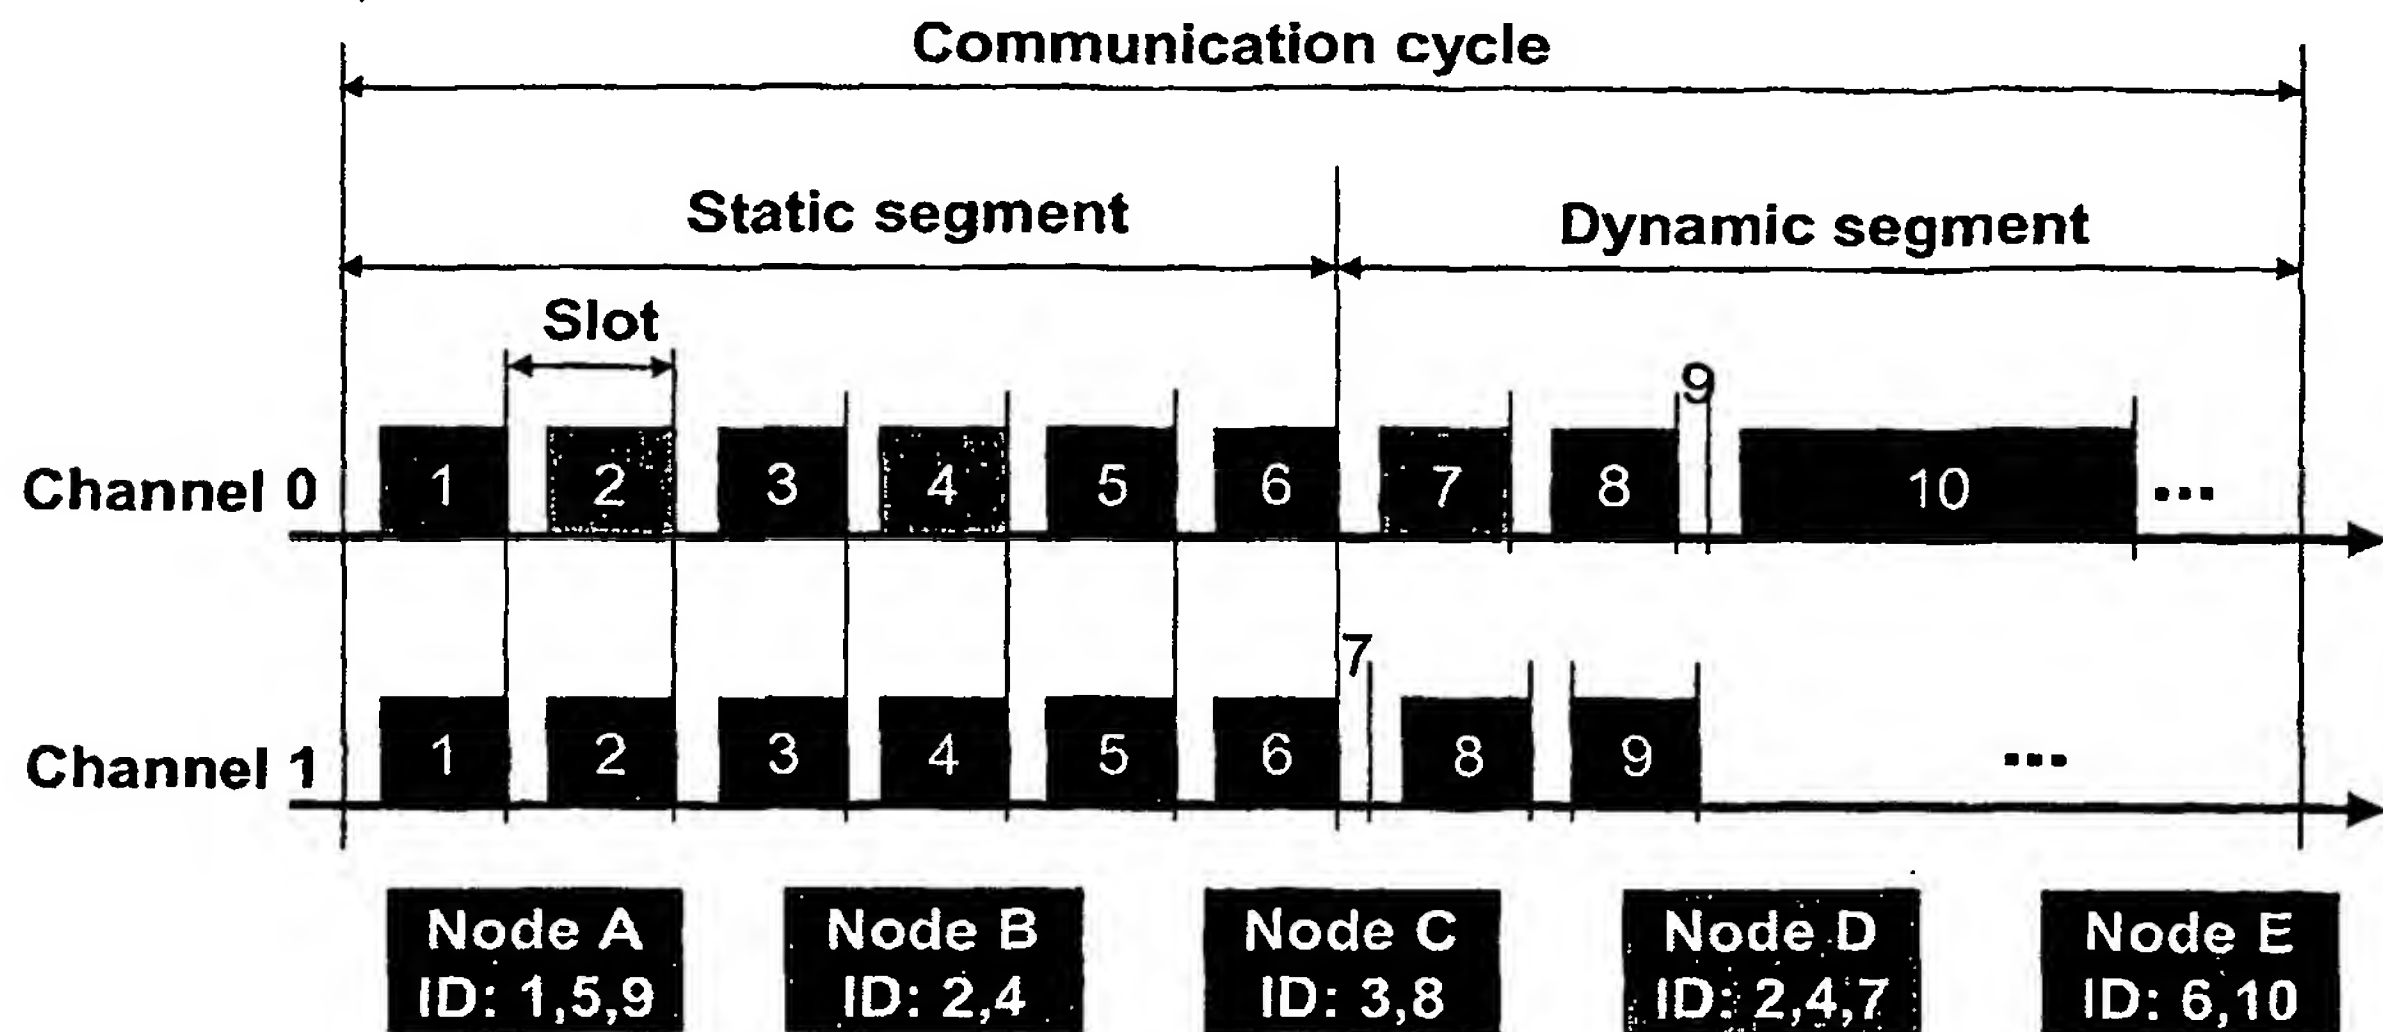 Communication cycle
Static segment
Dynamic segment
Slot
9
Channel 0
1 2 3 4 5 6 7 8 10 ...
7
Channel 1
1 2 3 4 5 6 8 9 ...
Node A
ID: 1,5,9
Node B
ID: 2,4
Node C
ID: 3,8
Node D
ID: 2,4,7
Node E
ID: 6,10